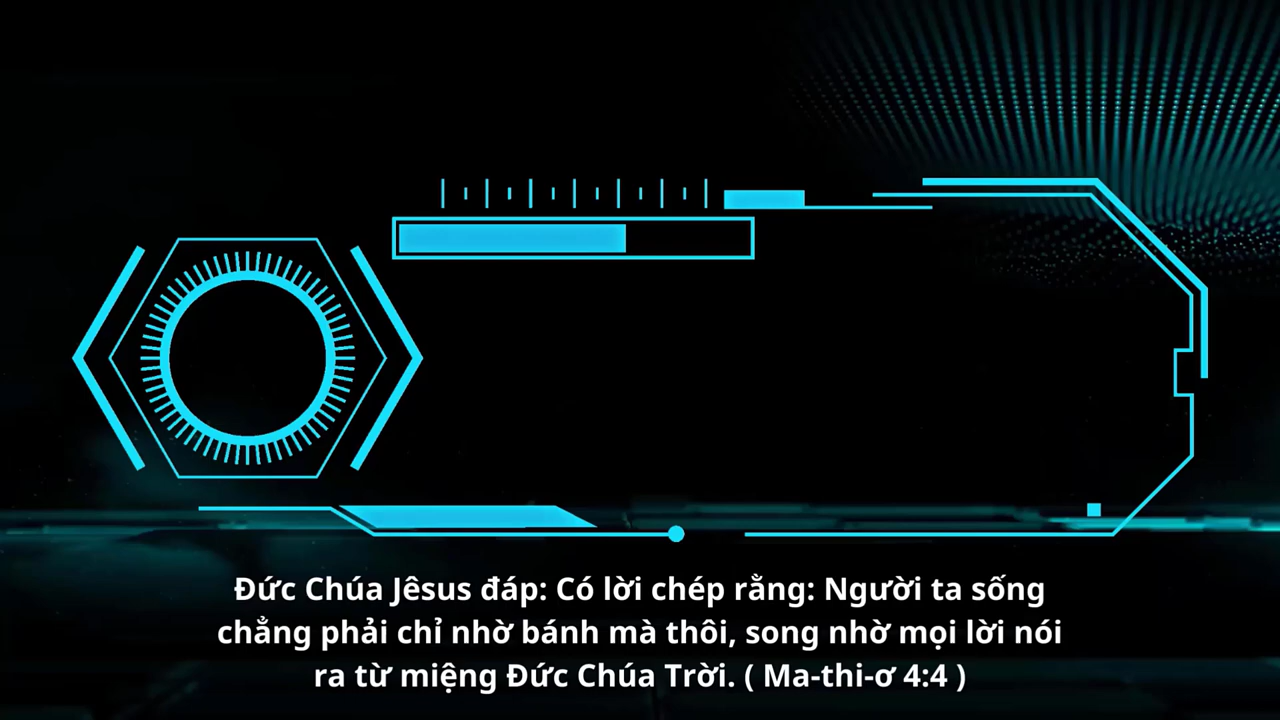 Đức Chúa Jêsus đáp: Có lời chép rằng: Người ta sống
chẳng phải chỉ nhờ bánh mà thôi, song nhờ mọi lời nói
ra từ miệng Đức Chúa Trời. ( Ma-thi-ơ 4:4 )